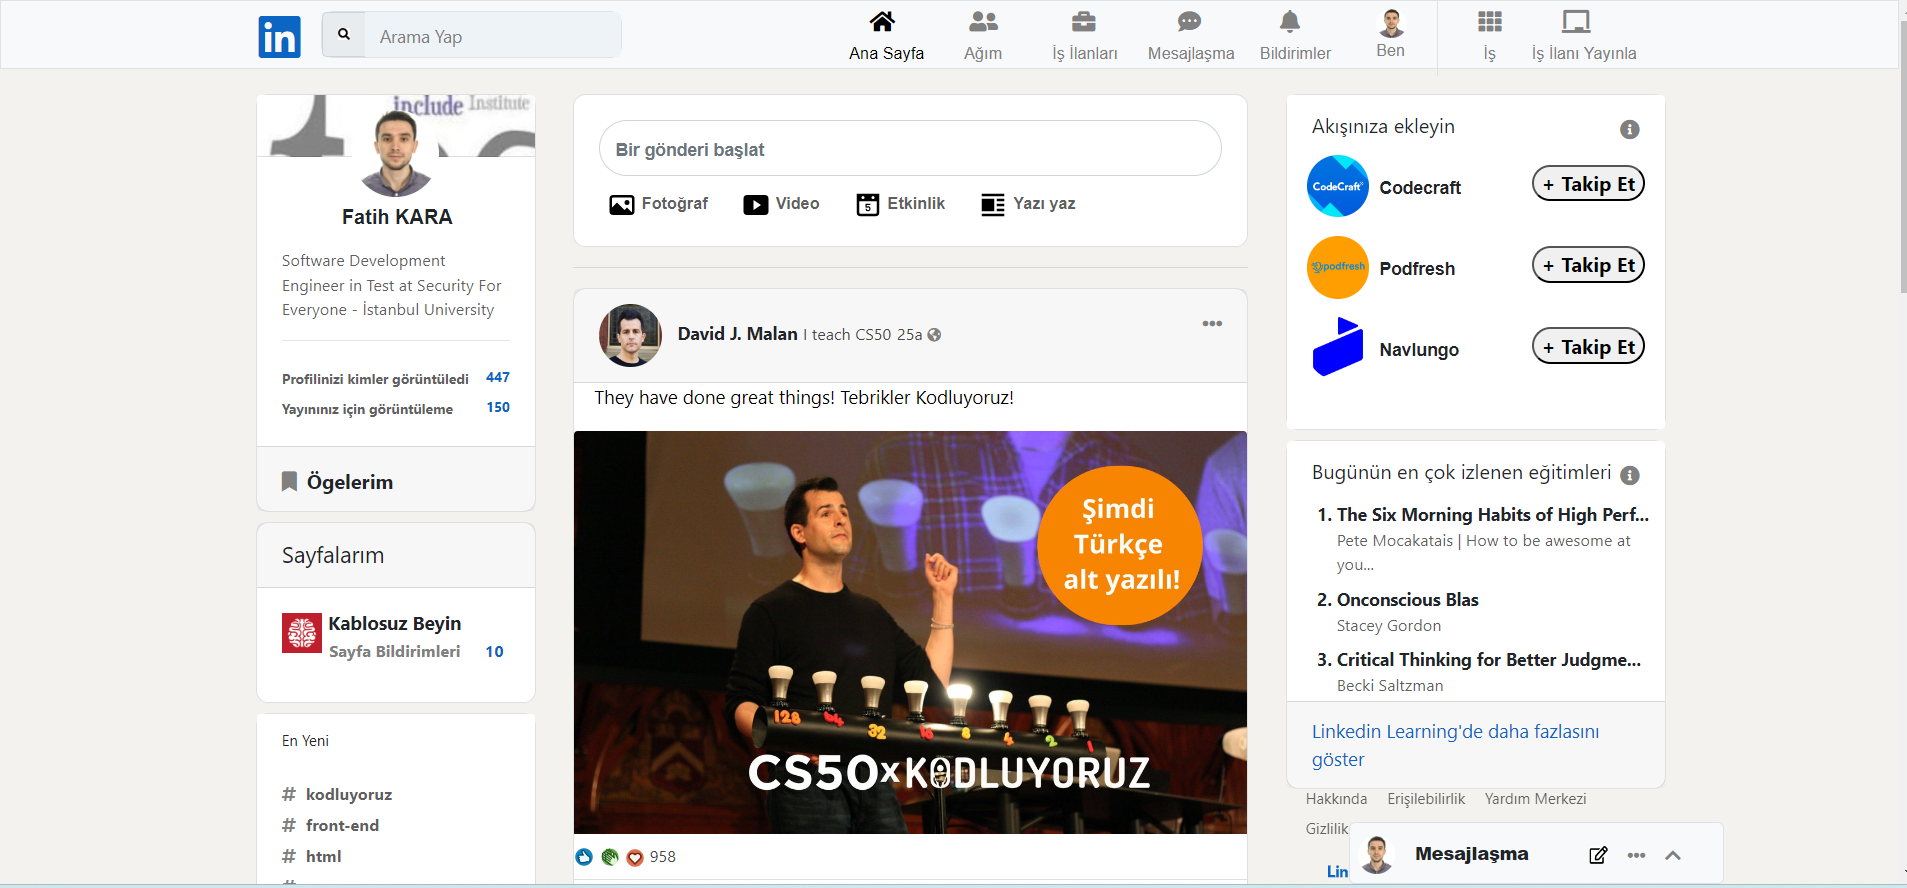 in
Arama Yap
Ana Sayfa
Ağım
İş İlanları
Mesajlaşma
Bildirimler
Ben
İş
İş İlanı Yayınla
include Institute
Fatih KARA
Software Development
Engineer in Test at Security For
Everyone - İstanbul University
Profilinizi kimler görüntüledi 447
Yayınınız için görüntüleme 150
Ögelerim
Sayfalarım
Kablosuz Beyin
Sayfa Bildirimleri 10
En Yeni
# kodluyoruz
# front-end
# html
Bir gönderi başlat
Fotoğraf
Video
5 Etkinlik
Yazı yaz
David J. Malan I teach CS50 25a
They have done great things! Tebrikler Kodluyoruz!
Şimdi
Türkçe
alt yazılı!
128 64 32 16 8 4 2 1
CS50xKODLUYORUZ
958
Akışınıza ekleyin
CodeCraft
Codecraft
+ Takip Et
podfresh
Podfresh
+ Takip Et
Navlungo
+ Takip Et
Bugünün en çok izlenen eğitimleri
1. The Six Morning Habits of High Perf...
Pete Mocakatais | How to be awesome at
you...
2. Onconscious Blas
Stacey Gordon
3. Critical Thinking for Better Judgme...
Becki Saltzman
Linkedin Learning'de daha fazlasını
göster
Hakkında Erişilebilirlik Yardım Merkezi
Gizlilik
Lin
Mesajlaşma